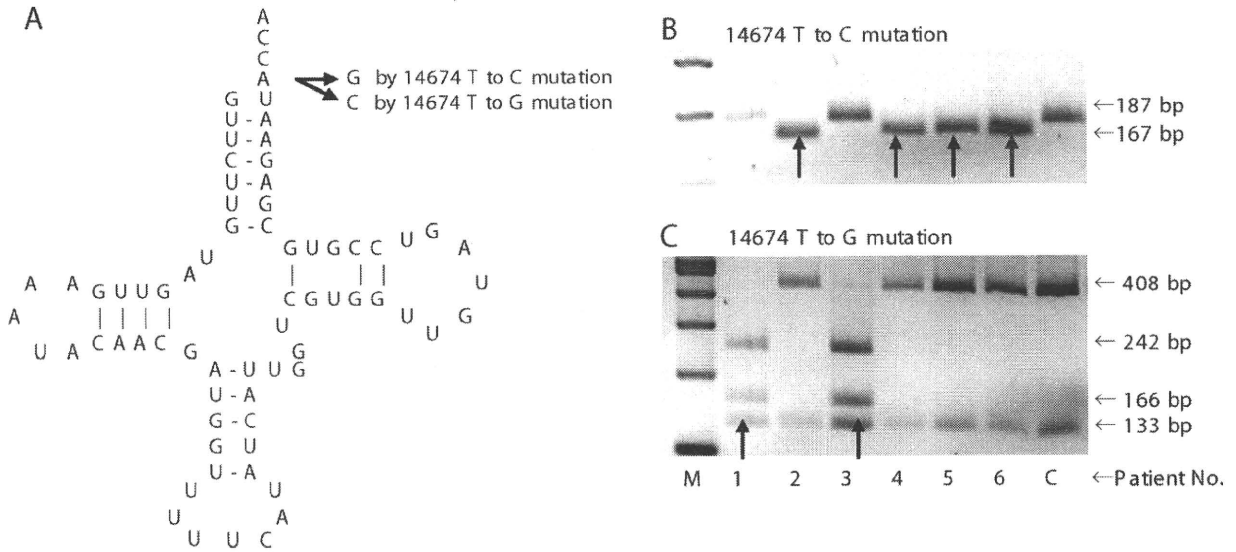 A
A
C
C
A
G by 14674 T to C mutation
C by 14674 T to G mutation
G U
U - A
U - A
C - G
U - A
U G
G - C
U
A
G U G C C
U G A U G U U
C G U G G
U
G
G
A A G U U G
A
A
U A C A A C
G
A - U U G
U - A
G - C
G U
U - A
U U
U A
U U U C
B
14674 T to C mutation
←187 bp
←167 bp
C
14674 T to G mutation
←408 bp
←242 bp
←166 bp
←133 bp
M 1 2 3 4 5 6 C ←Patient No.